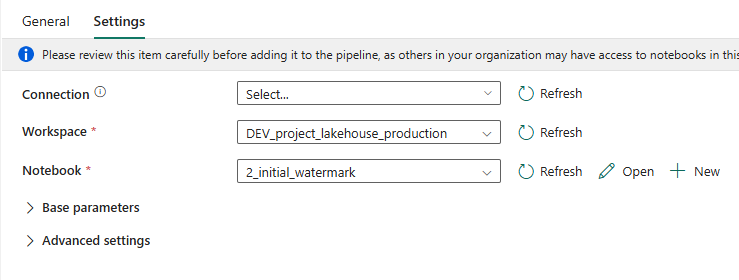 General Settings
Please review this item carefully before adding it to the pipeline, as others in your organization may have access to notebooks in this
Connection Select... Refresh
Workspace * DEV_project_lakehouse_production Refresh
Notebook * 2_initial_watermark Refresh Open New
Base parameters
Advanced settings